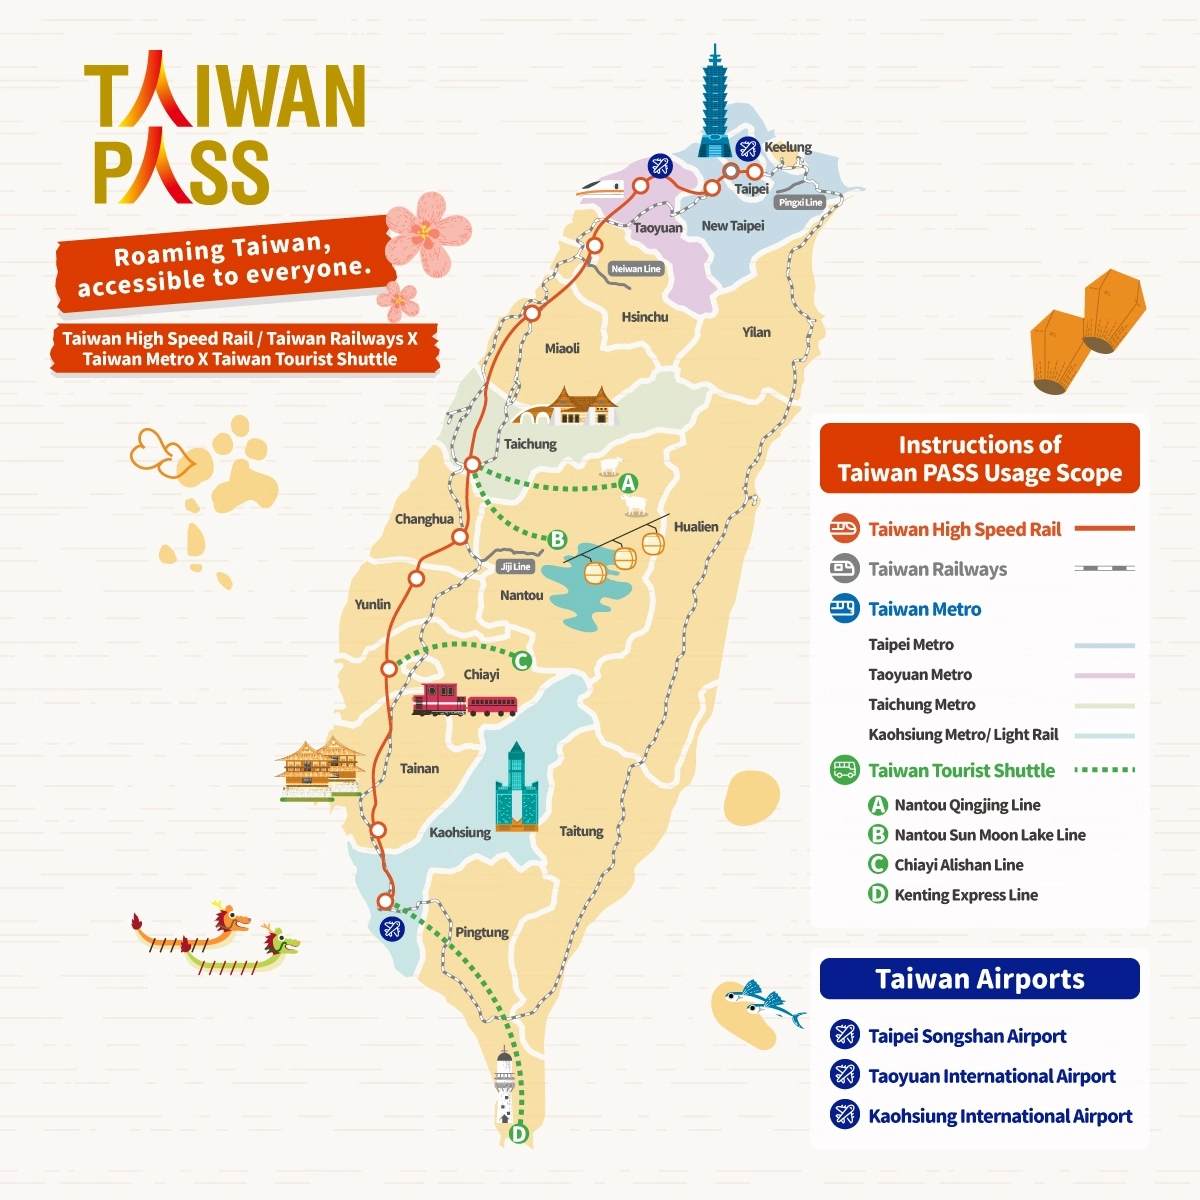 TAIWAN
PASS
Roaming Taiwan,
accessible to everyone.
Taiwan High Speed Rail / Taiwan Railways X
Taiwan Metro X Taiwan Tourist Shuttle
Keelung
Taipei
Pingxi Line
Taoyuan
New Taipei
Neiwan Line
Hsinchu
Yilan
Miaoli
Taichung
A
Changhua
Hualien
B
Jiji Line
Nantou
Yunlin
C
Chiayi
Tainan
Kaohsiung
Taitung
Pingtung
D
Instructions of
Taiwan PASS Usage Scope
Taiwan High Speed Rail
Taiwan Railways
Taiwan Metro
Taipei Metro
Taoyuan Metro
Taichung Metro
Kaohsiung Metro/ Light Rail
Taiwan Tourist Shuttle
A Nantou Qingjing Line
B Nantou Sun Moon Lake Line
C Chiayi Alishan Line
D Kenting Express Line
Taiwan Airports
Taipei Songshan Airport
Taoyuan International Airport
Kaohsiung International Airport